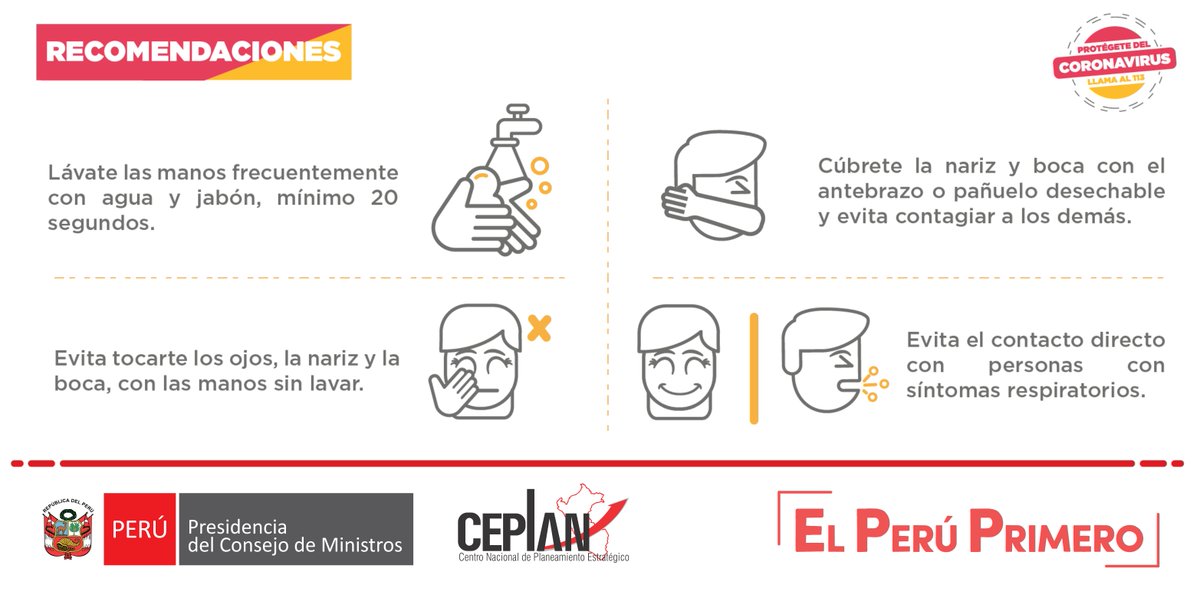 RECOMENDACIONES
PROTÉGETE DEL
CORONAVIRUS
LLAMA AL 113
Lávate las manos frecuentemente
con agua y jabón, mínimo 20
segundos.
Cúbrete la nariz y boca con el
antebrazo o pañuelo desechable
y evita contagiar a los demás.
Evita tocarte los ojos, la nariz y la
boca, con las manos sin lavar.
Evita el contacto directo
con personas con
síntomas respiratorios.
REPÚBLICA DEL PERÚ
PERÚ
Presidencia
del Consejo de Ministros
CEPLAN
Centro Nacional de Planeamiento Estratégico
EL PERÚ PRIMERO